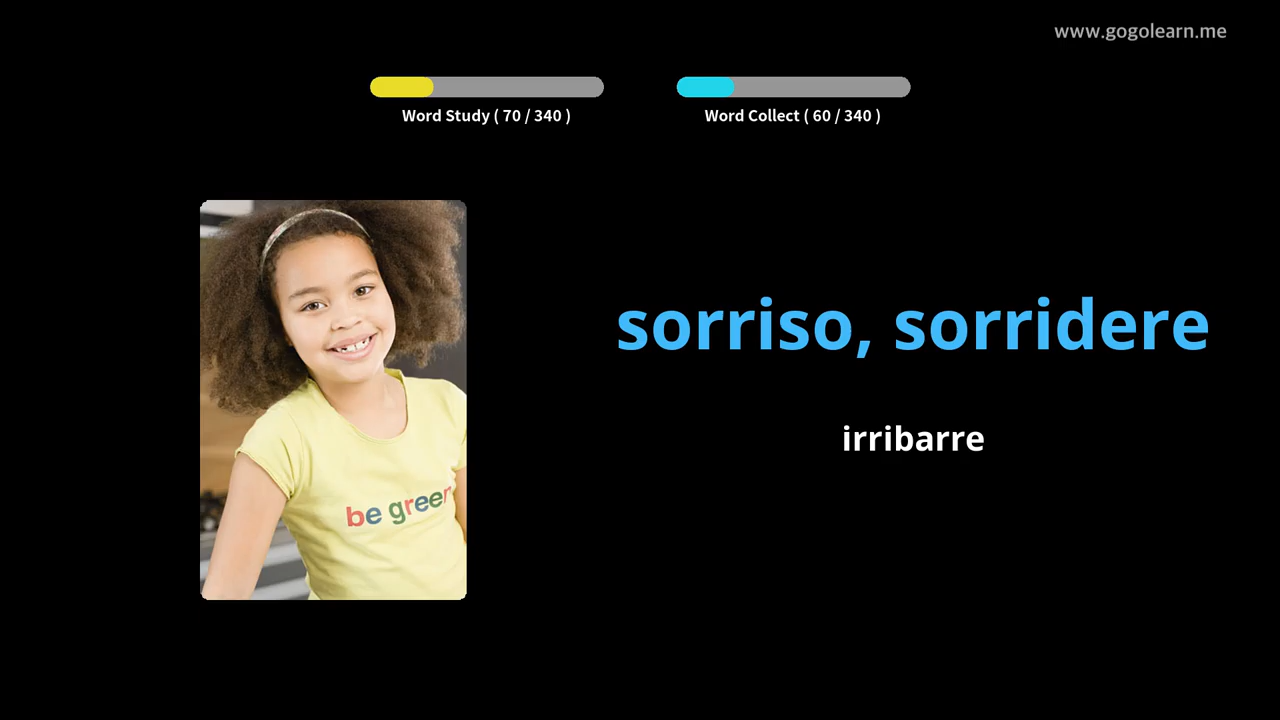 www.gogolearn.me
Word Study ( 70 / 340 )
Word Collect ( 60 / 340 )
sorriso, sorridere
irribarre
be green